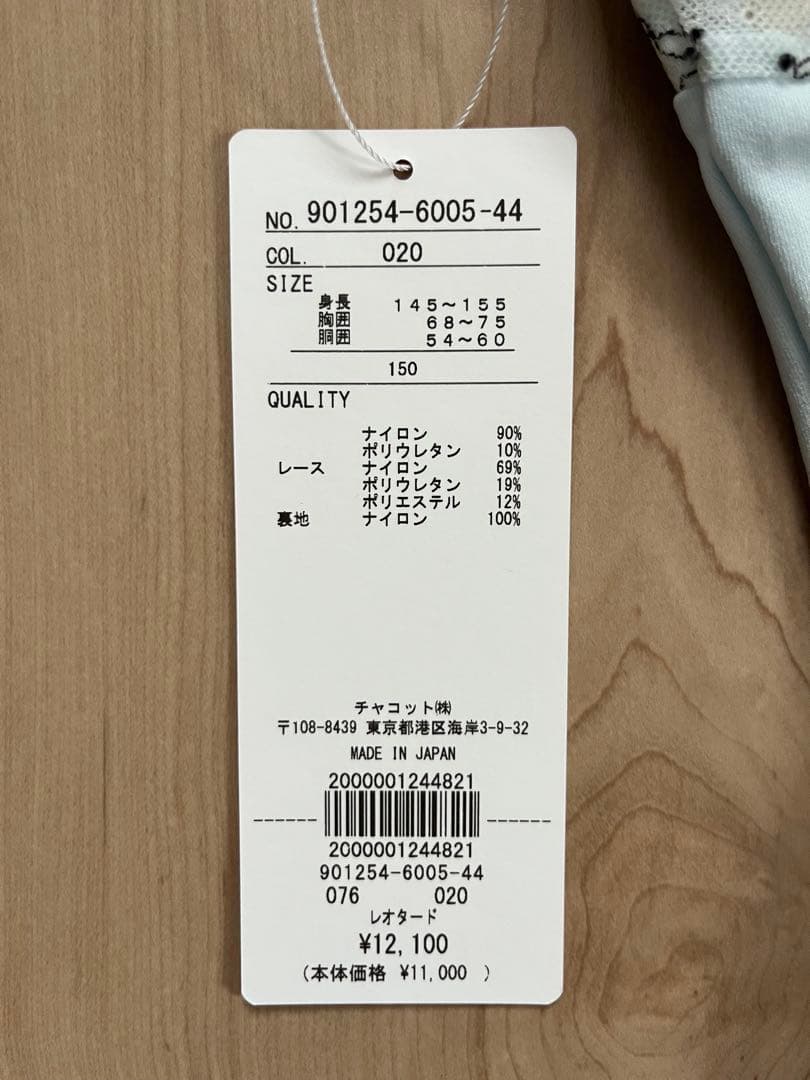 NO. 901254-6005-44
COL. 020
SIZE
身長 145～155
胸囲 68～75
胴囲 54～60
150
QUALITY
ナイロン 90%
ポリウレタン 10%
レース ナイロン 69%
ポリウレタン 19%
ポリエステル 12%
裏地 ナイロン 100%
チャコット㈱
〒108-8439 東京都港区海岸3-9-32
MADE IN JAPAN
2000001244821
2000001244821
901254-6005-44
076 020
レオタード
¥12,100
(本体価格 ¥11,000 )